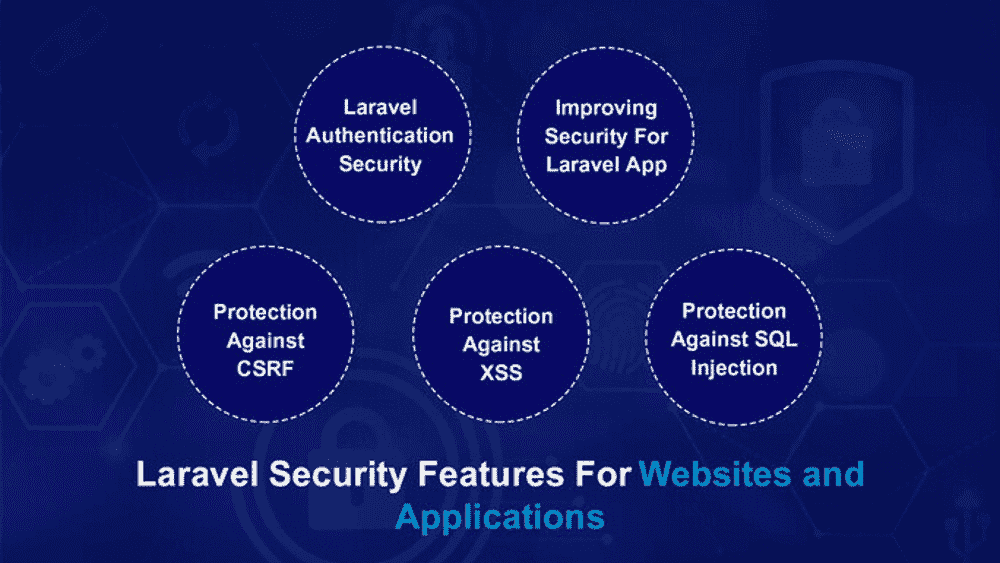 Laravel
Authentication
Security
Improving
Security For
Laravel App
Protection
Against
CSRF
Protection
Against
XSS
Protection
Against SQL
Injection
Laravel Security Features For Websites and
Applications